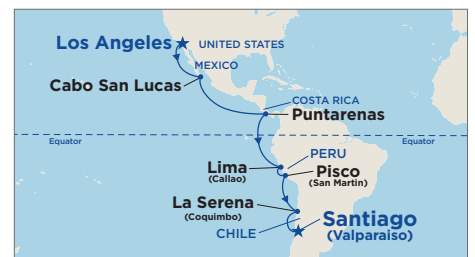 Los Angeles
UNITED STATES
MEXICO
Cabo San Lucas
COSTA RICA
Puntarenas
Equator
Equator
Lima
(Callao)
PERU
Pisco
(San Martin)
La Serena
(Coquimbo)
Santiago
(Valparaiso)
CHILE